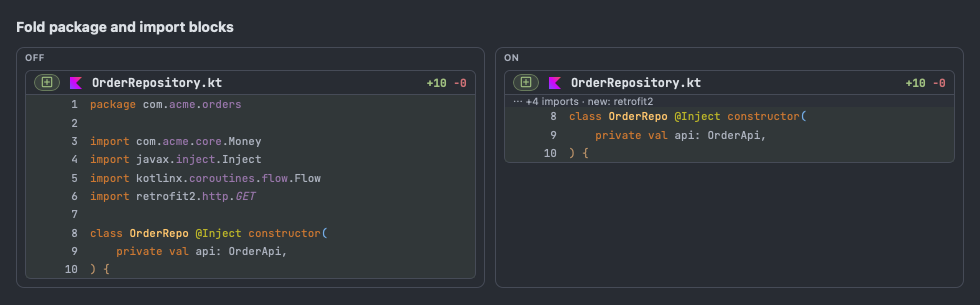 Fold package and import blocks
OFF
OrderRepository.kt +10 -0
1 package com.acme.orders
2
3 import com.acme.core.Money
4 import javax.inject.Inject
5 import kotlinx.coroutines.flow.Flow
6 import retrofit2.http.GET
7
8 class OrderRepo @Inject constructor(
9 private val api: OrderApi,
10 ) {
ON
OrderRepository.kt +10 -0
··· +4 imports · new: retrofit2
8 class OrderRepo @Inject constructor(
9 private val api: OrderApi,
10 ) {